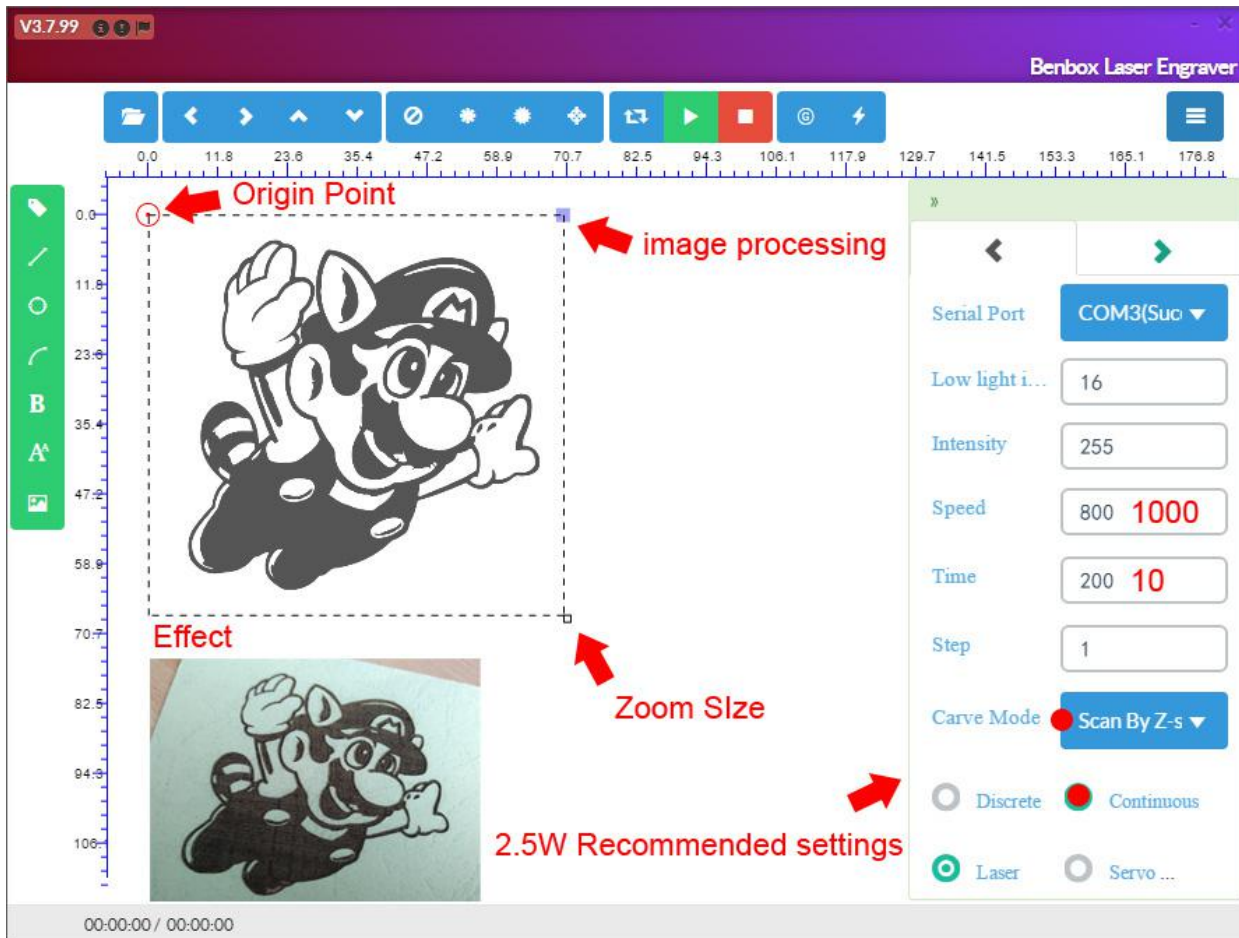 V3.7.99
Benbox Laser Engraver
0.0 11.8 23.6 35.4 47.2 58.9 70.7 82.5 94.3 106.1 117.9 129.7 141.5 153.3 165.1 176.8
Origin Point
0.0
image processing
11.8
Serial Port COM3(Suc
23.6
Low light i... 16
B
35.4
Intensity 255
AA
47.2
Speed 800 1000
58.9
Time 200 10
70.7
Effect
Step 1
82.5
Zoom SIze
Carve Mode Scan By Z-s
94.3
Discrete Continuous
106.1
2.5W Recommended settings
Laser Servo ...
00:00:00 / 00:00:00